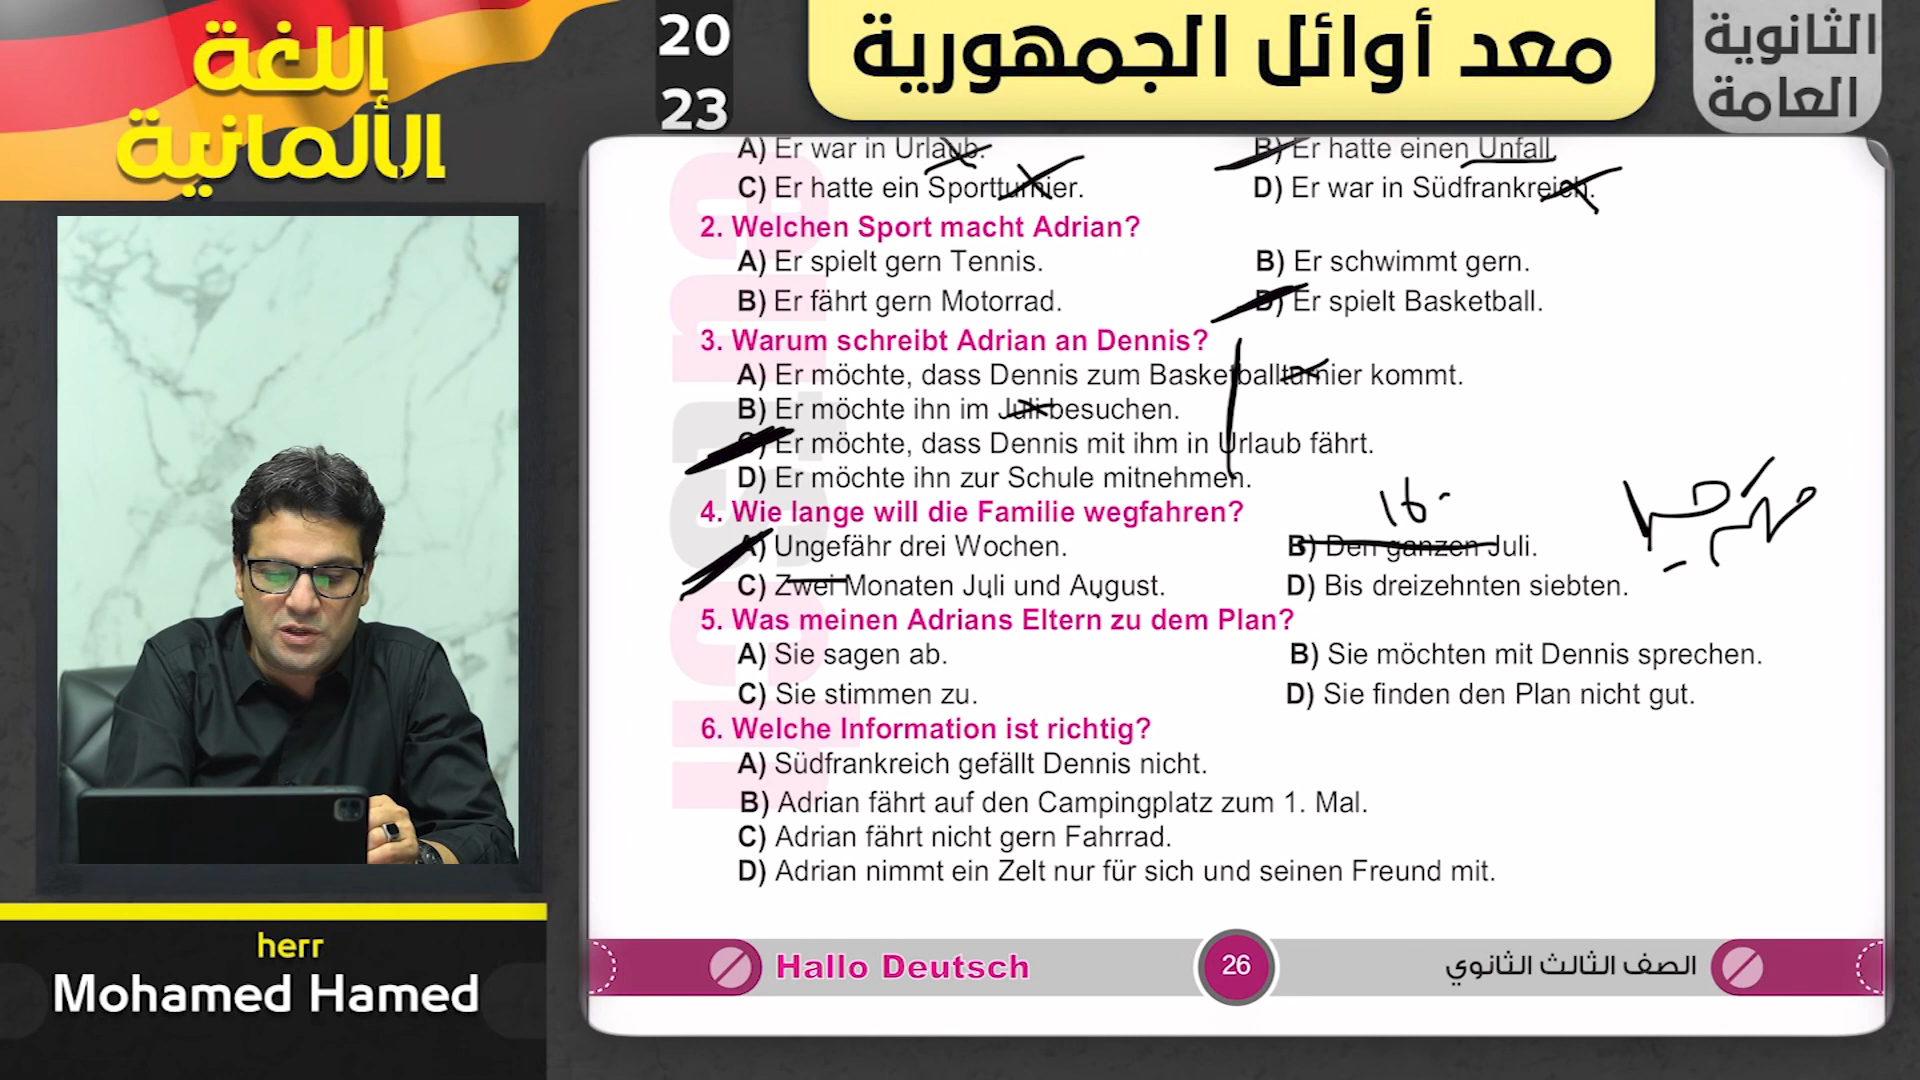 اللغة
الألمانية
20
23
معد أوائل الجمهورية
الثانوية
العامة
A) Er war in Urlaub.
B) Er hatte einen Unfall.
C) Er hatte ein Sportturnier.
D) Er war in Südfrankreich.
2. Welchen Sport macht Adrian?
A) Er spielt gern Tennis.
B) Er schwimmt gern.
B) Er fährt gern Motorrad.
D) Er spielt Basketball.
3. Warum schreibt Adrian an Dennis?
A) Er möchte, dass Dennis zum Basketballturnier kommt.
B) Er möchte ihn im Juli besuchen.
C) Er möchte, dass Dennis mit ihm in Urlaub fährt.
D) Er möchte ihn zur Schule mitnehmen.
4. Wie lange will die Familie wegfahren?
16.
A) Ungefähr drei Wochen.
B) Den ganzen Juli.
C) Zwei Monaten Juli und August.
D) Bis dreizehnten siebten.
5. Was meinen Adrians Eltern zu dem Plan?
A) Sie sagen ab.
B) Sie möchten mit Dennis sprechen.
C) Sie stimmen zu.
D) Sie finden den Plan nicht gut.
6. Welche Information ist richtig?
A) Südfrankreich gefällt Dennis nicht.
B) Adrian fährt auf den Campingplatz zum 1. Mal.
C) Adrian fährt nicht gern Fahrrad.
D) Adrian nimmt ein Zelt nur für sich und seinen Freund mit.
herr
Mohamed Hamed
Hallo Deutsch
26
الصف الثالث الثانوي